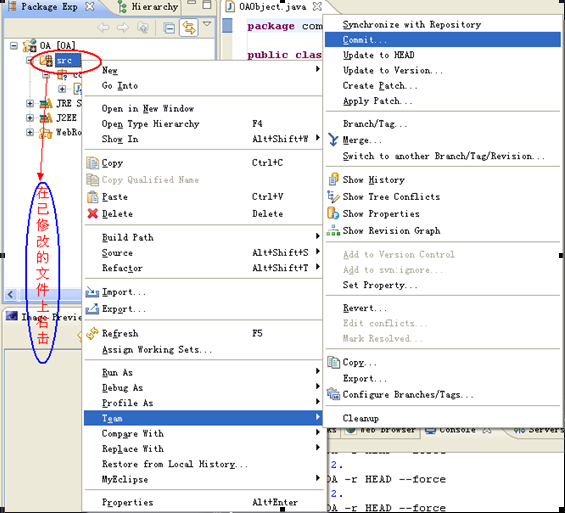 Package Exp
Hierarchy
OAObject.java
OA [OA]
src
co
JRE S
J2EE
WebRo
package com
public clas
在已修改的文件上右击
Image Previe
New
Go Into
Open in New Window
Open Type Hierarchy F4
Show In Alt+Shift+W
Copy Ctrl+C
Copy Qualified Name
Paste Ctrl+V
Delete Delete
Build Path
Source Alt+Shift+S
Refactor Alt+Shift+T
Import...
Export...
Refresh F5
Assign Working Sets...
Run As
Debug As
Profile As
Team
Compare With
Replace With
Restore from Local History...
MyEclipse
Properties Alt+Enter
Synchronize with Repository
Commit...
Update to HEAD
Update to Version...
Create Patch...
Apply Patch...
Branch/Tag...
Merge...
Switch to another Branch/Tag/Revision...
Show History
Show Tree Conflicts
Show Properties
Show Revision Graph
Add to Version Control
Add to svn:ignore...
Set Property...
Revert...
Edit conflicts...
Mark Resolved...
Copy...
Export...
Configure Branches/Tags...
Cleanup
ks Web Browser Console Servers
OA -r HEAD --force
2.
OA -r HEAD --force
2.
OA -r HEAD --force